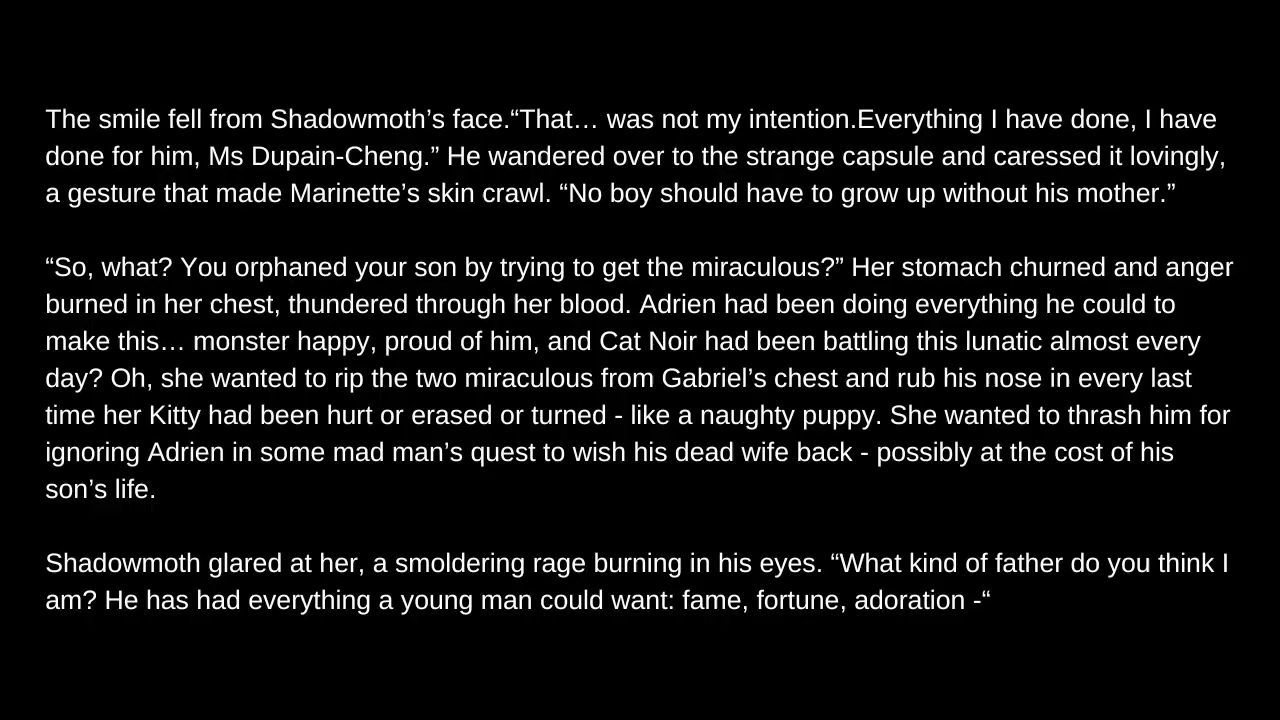 The smile fell from Shadowmoth’s face.“That… was not my intention.Everything I have done, I have
done for him, Ms Dupain-Cheng.” He wandered over to the strange capsule and caressed it lovingly,
a gesture that made Marinette’s skin crawl. “No boy should have to grow up without his mother.”
“So, what? You orphaned your son by trying to get the miraculous?” Her stomach churned and anger
burned in her chest, thundered through her blood. Adrien had been doing everything he could to
make this… monster happy, proud of him, and Cat Noir had been battling this lunatic almost every
day? Oh, she wanted to rip the two miraculous from Gabriel’s chest and rub his nose in every last
time her Kitty had been hurt or erased or turned - like a naughty puppy. She wanted to thrash him for
ignoring Adrien in some mad man’s quest to wish his dead wife back - possibly at the cost of his
son’s life.
Shadowmoth glared at her, a smoldering rage burning in his eyes. “What kind of father do you think I
am? He has had everything a young man could want: fame, fortune, adoration -“